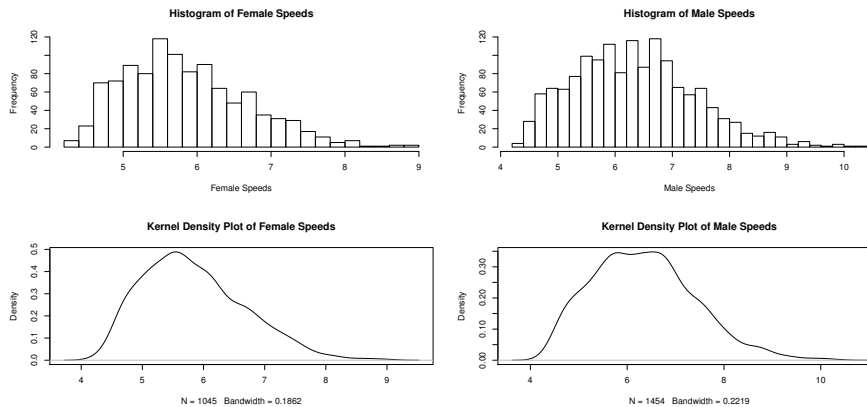 Histogram of Female Speeds
Frequency
0 20 40 60 80 120
5 6 7 8 9
Female Speeds
Histogram of Male Speeds
Frequency
0 20 40 60 80 120
4 5 6 7 8 9 10
Male Speeds
Kernel Density Plot of Female Speeds
Density
0.0 0.1 0.2 0.3 0.4 0.5
4 5 6 7 8 9
N = 1045 Bandwidth = 0.1862
Kernel Density Plot of Male Speeds
Density
0.00 0.10 0.20 0.30
4 6 8 10
N = 1454 Bandwidth = 0.2219